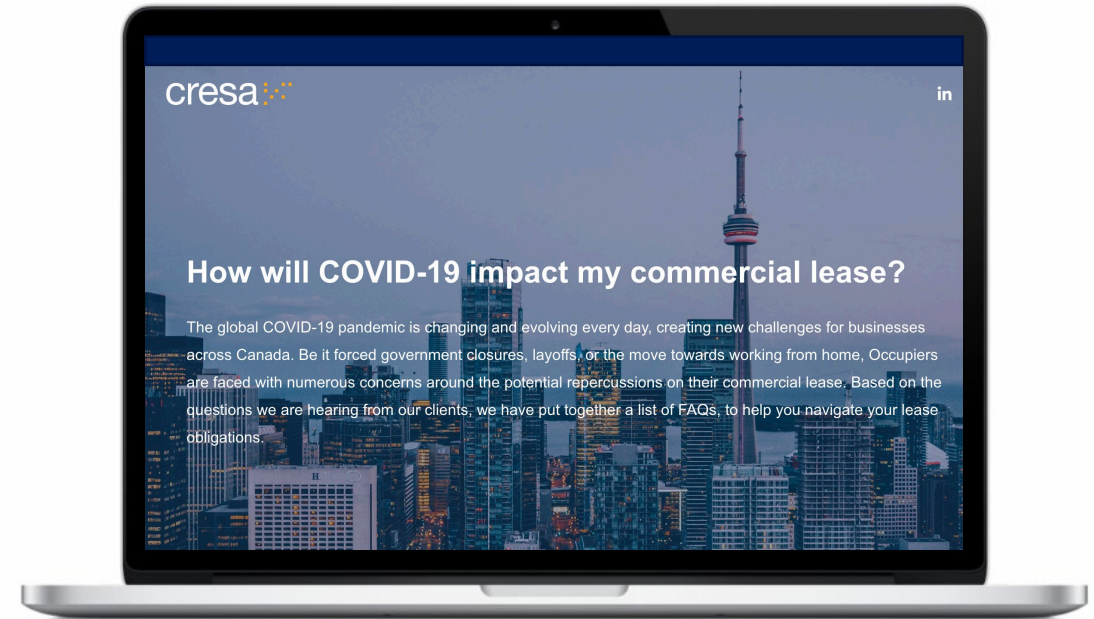 cresa
in
How will COVID-19 impact my commercial lease?
The global COVID-19 pandemic is changing and evolving every day, creating new challenges for businesses
across Canada. Be it forced government closures, layoffs, or the move towards working from home, Occupiers
are faced with numerous concerns around the potential repercussions on their commercial lease. Based on the
questions we are hearing from our clients, we have put together a list of FAQs, to help you navigate your lease
obligations.
H